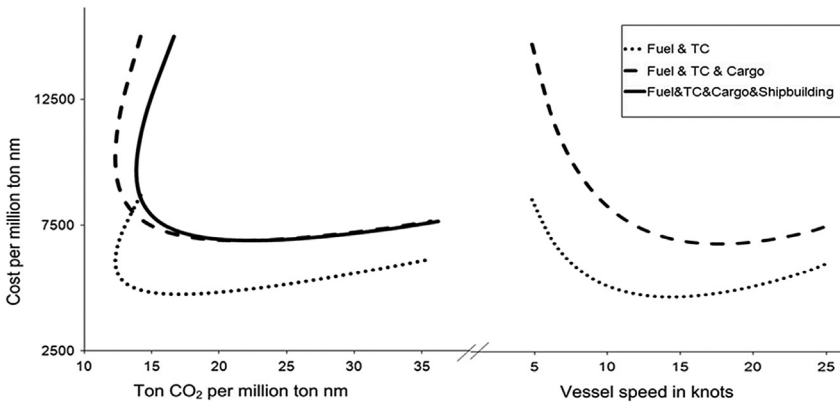 Fuel & TC
Fuel & TC & Cargo
Fuel&TC&Cargo&Shipbuilding
Cost per million ton nm
12500
7500
2500
10 15 20 25 30 35 5 10 15 20 25
Ton CO₂ per million ton nm Vessel speed in knots